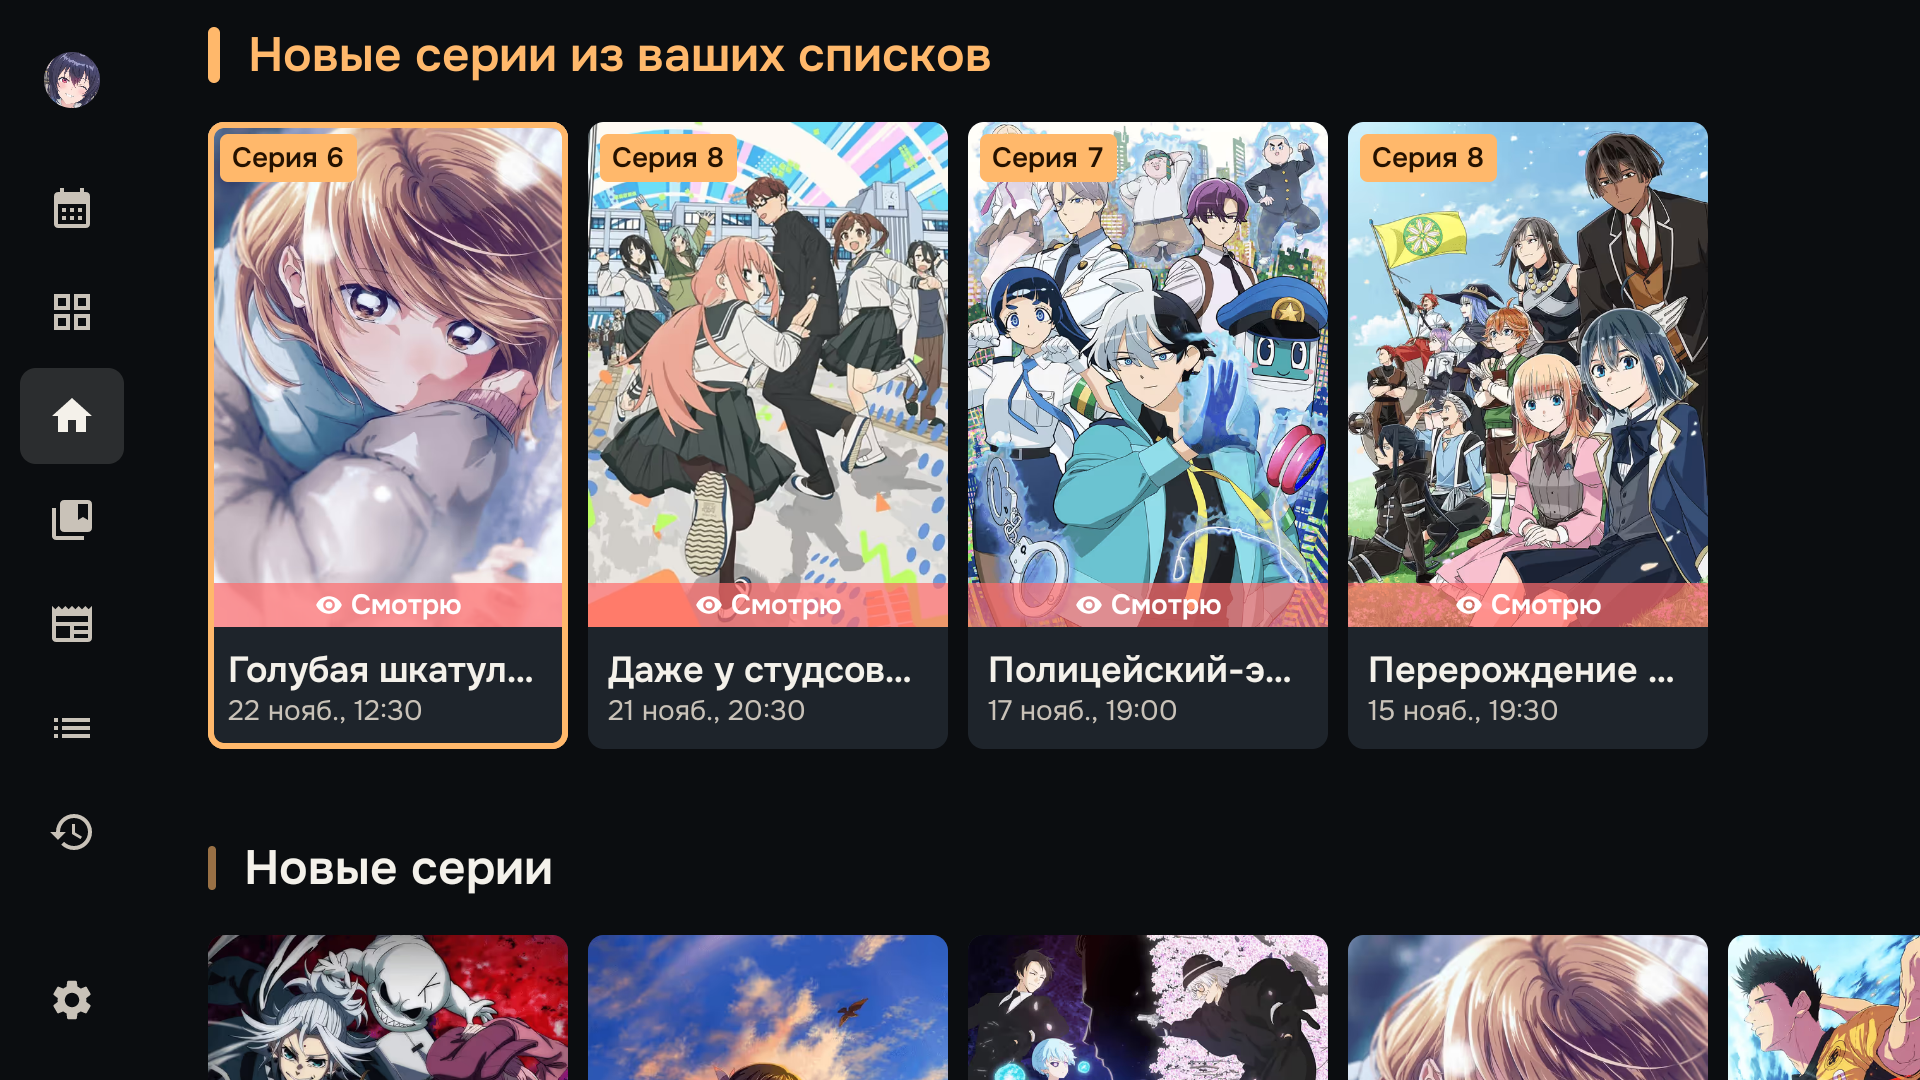 Новые серии из ваших списков
Серия 6
Серия 8
Серия 7
Серия 8
Смотрю
Смотрю
Смотрю
Смотрю
Голубая шкатул...
Даже у студсов...
Полицейский-э...
Перерождение ...
22 нояб., 12:30
21 нояб., 20:30
17 нояб., 19:00
15 нояб., 19:30
Новые серии